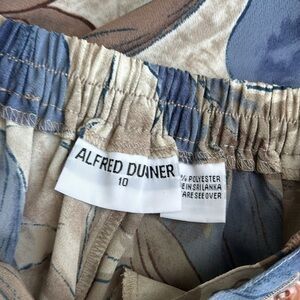 ALFRED DUNNER
10
% POLYESTER
E IN SRI LANKA
ARE SEE OVER